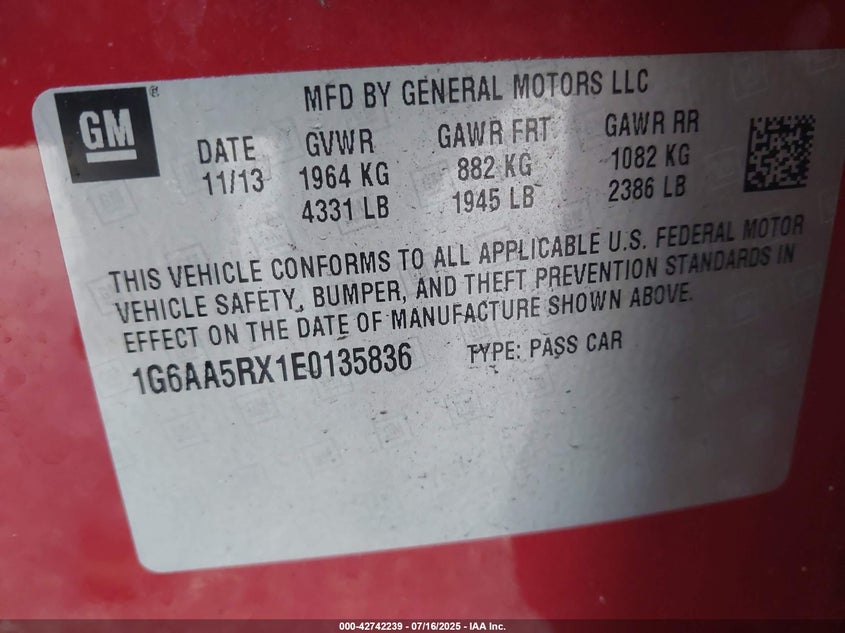 GM®
MFD BY GENERAL MOTORS LLC
DATE GVWR GAWR FRT GAWR RR
11/13 1964 KG 882 KG 1082 KG
4331 LB 1945 LB 2386 LB
THIS VEHICLE CONFORMS TO ALL APPLICABLE U.S. FEDERAL MOTOR
VEHICLE SAFETY, BUMPER, AND THEFT PREVENTION STANDARDS IN
EFFECT ON THE DATE OF MANUFACTURE SHOWN ABOVE.
1G6AA5RX1E0135836 TYPE: PASS CAR
000-42742239 - 07/16/2025 - IAA Inc.